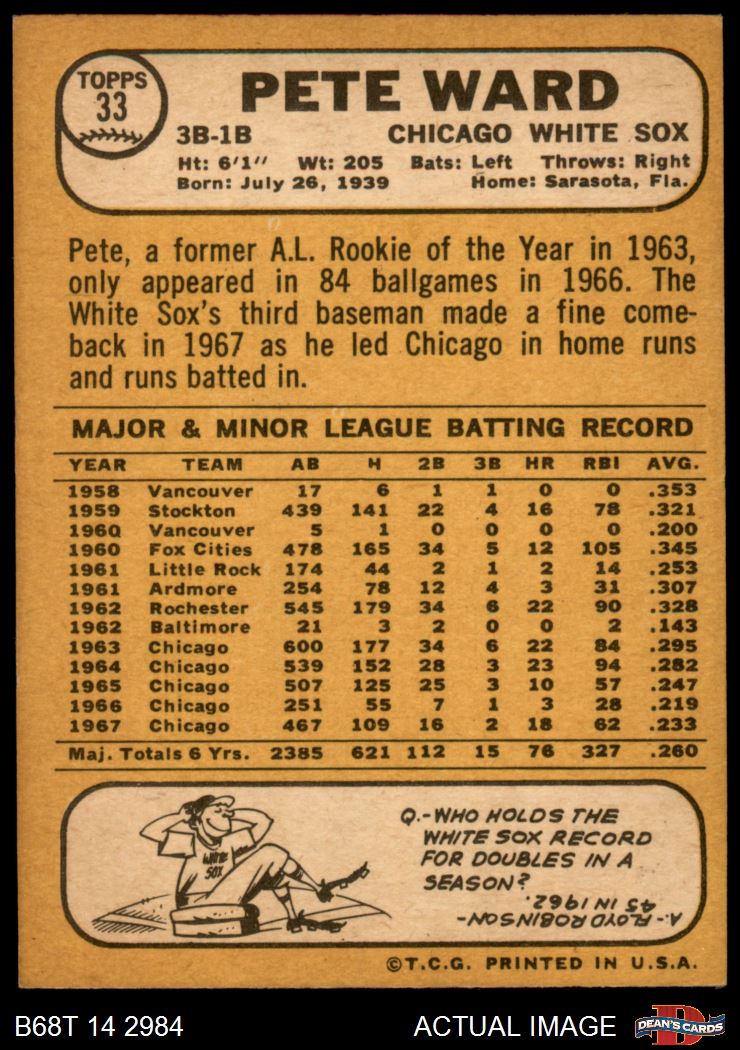 TOPPS
33
PETE WARD
3B-1B CHICAGO WHITE SOX
Ht: 6'1" Wt: 205 Bats: Left Throws: Right
Born: July 26, 1939 Home: Sarasota, Fla.
Pete, a former A.L. Rookie of the Year in 1963,
only appeared in 84 ballgames in 1966. The
White Sox's third baseman made a fine come-
back in 1967 as he led Chicago in home runs
and runs batted in.
MAJOR & MINOR LEAGUE BATTING RECORD
YEAR TEAM AB H 2B 3B HR RBI AVG.
1958 Vancouver 17 6 1 1 0 0 .353
1959 Stockton 439 141 22 4 16 78 .321
1960 Vancouver 5 1 0 0 0 0 .200
1960 Fox Cities 478 165 34 5 12 105 .345
1961 Little Rock 174 44 2 1 2 14 .253
1961 Ardmore 254 78 12 4 3 31 .307
1962 Rochester 545 179 34 6 22 90 .328
1962 Baltimore 21 3 2 0 0 2 .143
1963 Chicago 600 177 34 6 22 84 .295
1964 Chicago 539 152 28 3 23 94 .282
1965 Chicago 507 125 25 3 10 57 .247
1966 Chicago 251 55 7 1 3 28 .219
1967 Chicago 467 109 16 2 18 62 .233
Maj. Totals 6 Yrs. 2385 621 112 15 76 327 .260
WHITE SOX
Q.-WHO HOLDS THE
WHITE SOX RECORD
FOR DOUBLES IN A
SEASON?
A.-FLOYD ROBINSON-
45 IN 1962.
©T.C.G. PRINTED IN U.S.A.
B68T 14 2984 ACTUAL IMAGE D DEAN'S CARDS